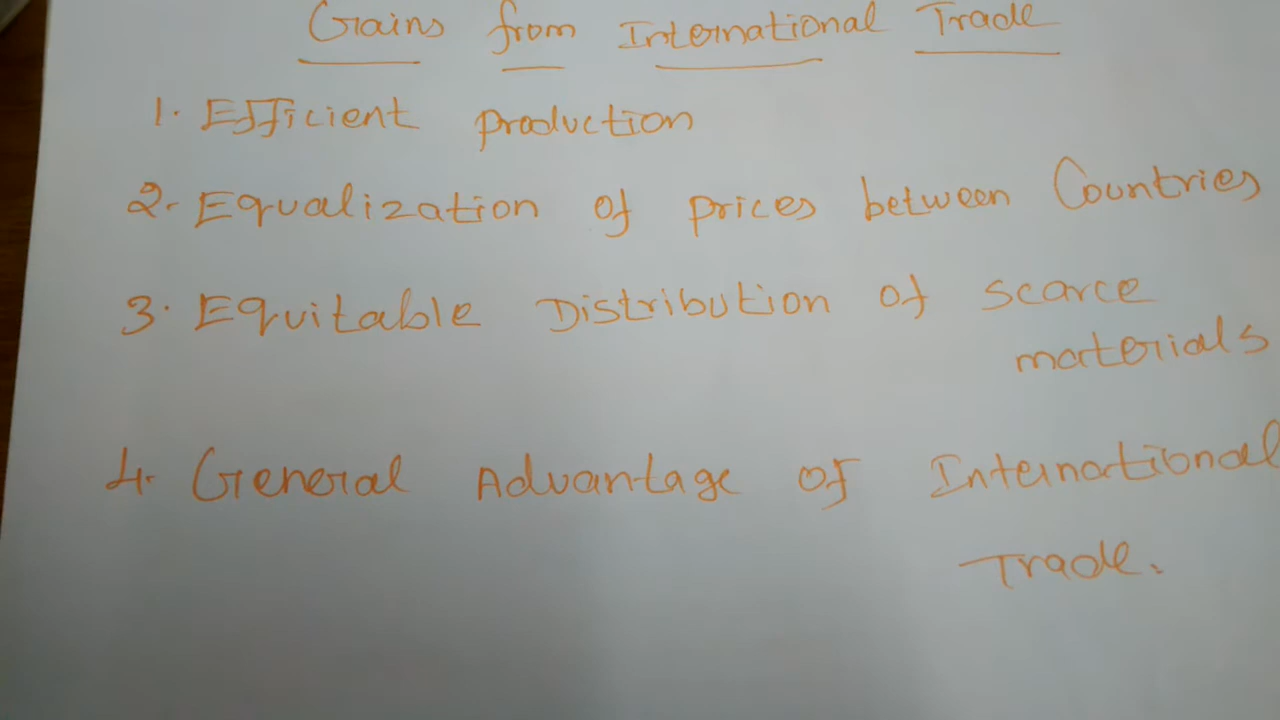 Gains from International Trade
1. Efficient production
2. Equalization of prices between Countries
3. Equitable Distribution of scarce
materials
4. General Advantage of International
Trade.